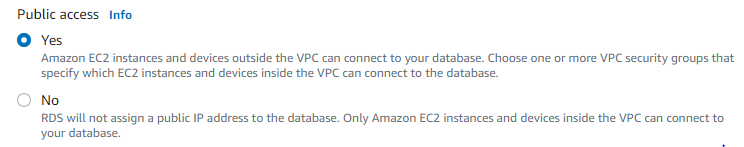 Public access Info
Yes
Amazon EC2 instances and devices outside the VPC can connect to your database. Choose one or more VPC security groups that
specify which EC2 instances and devices inside the VPC can connect to the database.
No
RDS will not assign a public IP address to the database. Only Amazon EC2 instances and devices inside the VPC can connect to
your database.